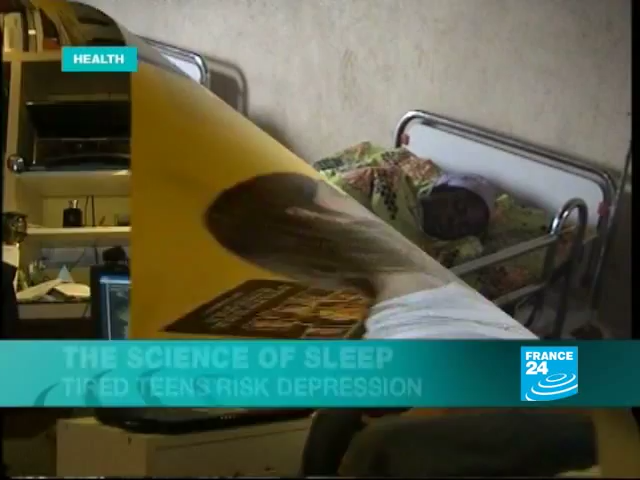 HEALTH
THE SCIENCE OF SLEEP
TIRED TEENS RISK DEPRESSION
FRANCE
24